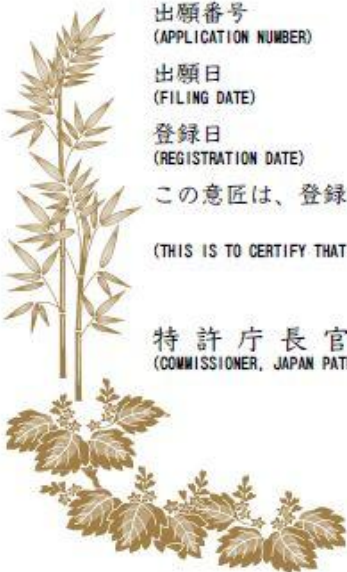 出願番号
(APPLICATION NUMBER)
出願日
(FILING DATE)
登録日
(REGISTRATION DATE)
この意匠は、登録
(THIS IS TO CERTIFY THAT
特許庁長官
(COMMISSIONER, JAPAN PAT